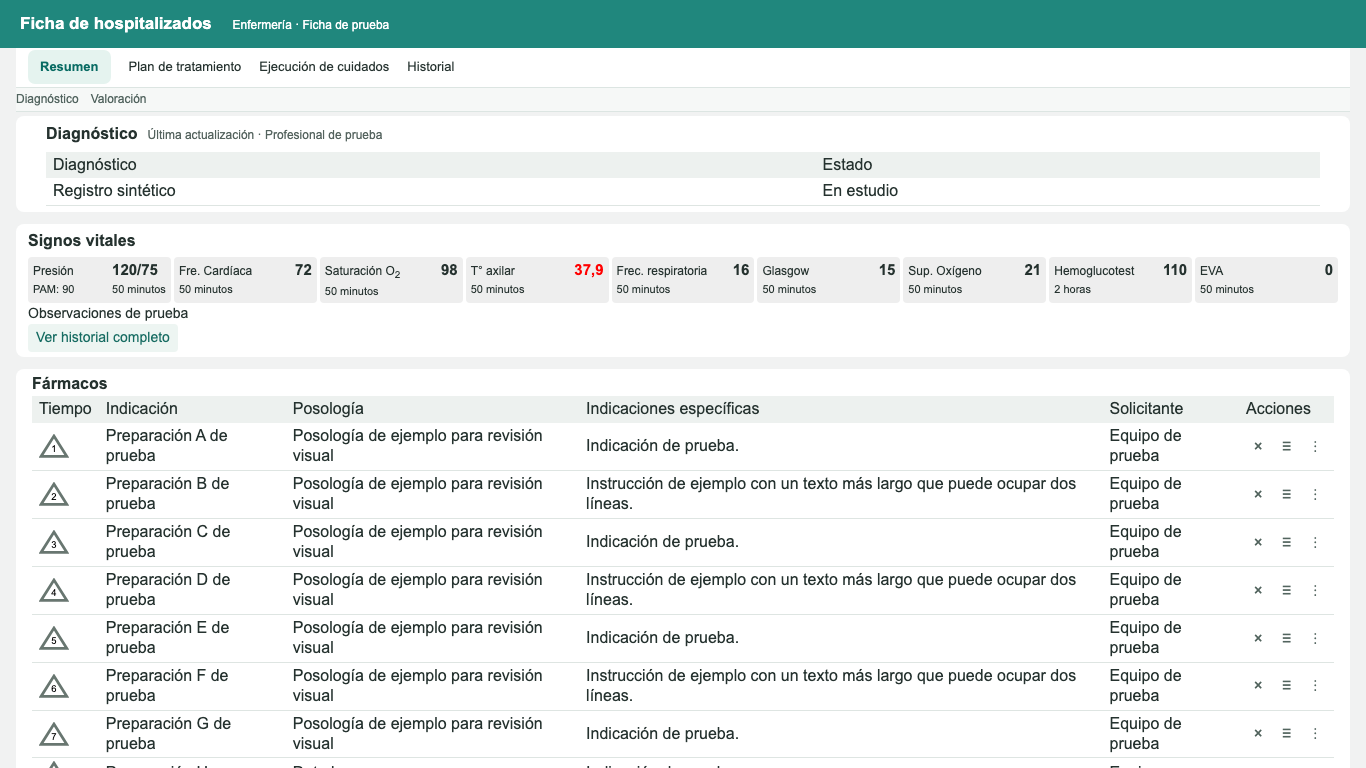 Ficha de hospitalizados Enfermería · Ficha de prueba
Resumen Plan de tratamiento Ejecución de cuidados Historial
Diagnóstico Valoración
Diagnóstico Última actualización · Profesional de prueba
Diagnóstico Estado
Registro sintético En estudio
Signos vitales
Presión 120/75 Fre. Cardíaca 72 Saturación O2 98 T° axilar 37,9 Frec. respiratoria 16 Glasgow 15 Sup. Oxígeno 21 Hemoglucotest 110 EVA 0
PAM: 90 50 minutos 50 minutos 50 minutos 50 minutos 50 minutos 50 minutos 50 minutos 2 horas 50 minutos
Observaciones de prueba
Ver historial completo
Fármacos
Tiempo Indicación Posología Indicaciones específicas Solicitante Acciones
1 Preparación A de prueba Posología de ejemplo para revisión visual Indicación de prueba. Equipo de prueba × ≡ ⋮
2 Preparación B de prueba Posología de ejemplo para revisión visual Instrucción de ejemplo con un texto más largo que puede ocupar dos líneas. Equipo de prueba × ≡ ⋮
3 Preparación C de prueba Posología de ejemplo para revisión visual Indicación de prueba. Equipo de prueba × ≡ ⋮
4 Preparación D de prueba Posología de ejemplo para revisión visual Instrucción de ejemplo con un texto más largo que puede ocupar dos líneas. Equipo de prueba × ≡ ⋮
5 Preparación E de prueba Posología de ejemplo para revisión visual Indicación de prueba. Equipo de prueba × ≡ ⋮
6 Preparación F de prueba Posología de ejemplo para revisión visual Instrucción de ejemplo con un texto más largo que puede ocupar dos líneas. Equipo de prueba × ≡ ⋮
7 Preparación G de prueba Posología de ejemplo para revisión visual Indicación de prueba. Equipo de prueba × ≡ ⋮